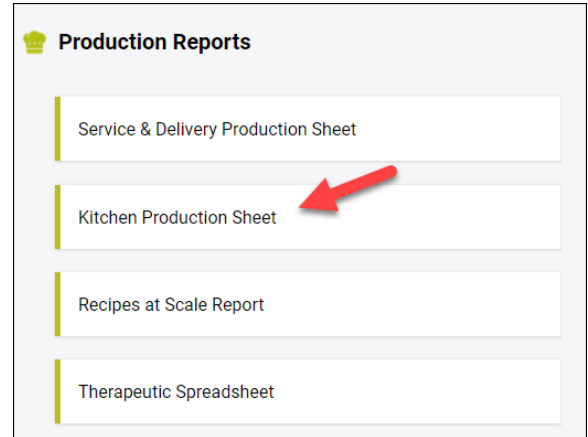 Production Reports
Service & Delivery Production Sheet
Kitchen Production Sheet
Recipes at Scale Report
Therapeutic Spreadsheet